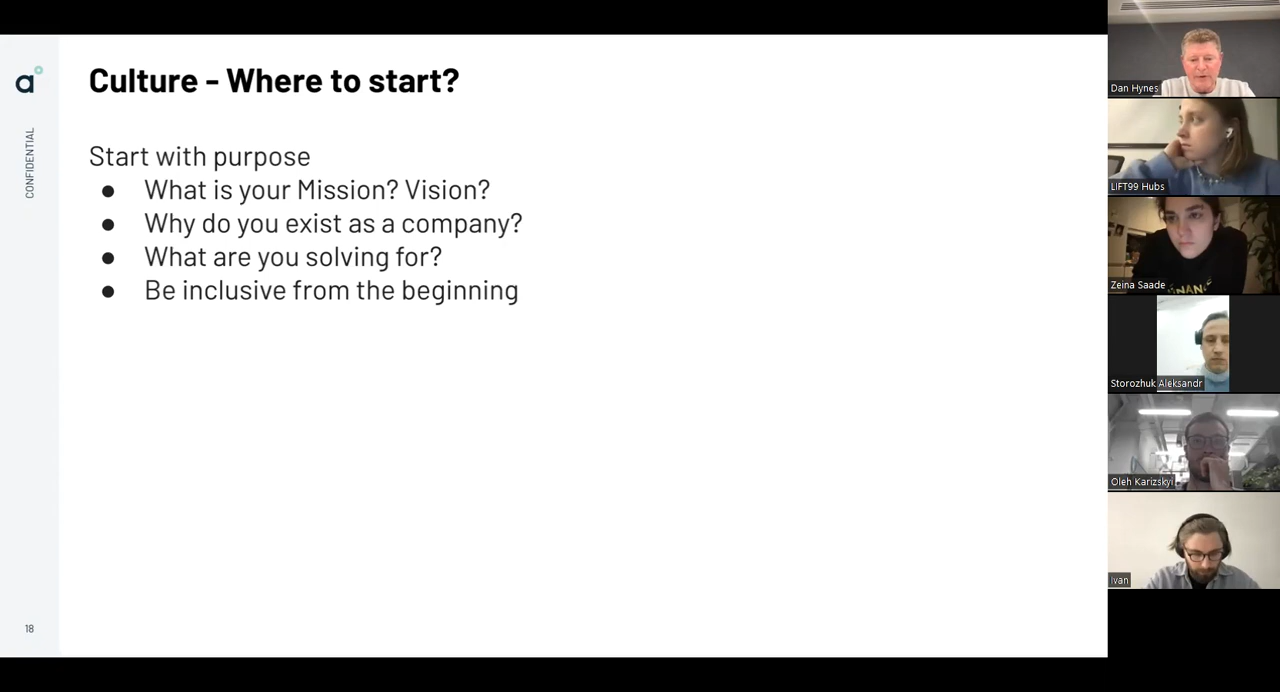 a
CONFIDENTIAL
Culture - Where to start?
Start with purpose
● What is your Mission? Vision?
● Why do you exist as a company?
● What are you solving for?
● Be inclusive from the beginning
18
Dan Hynes
LIFT99 Hubs
Zeina Saade
Storozhuk Aleksandr
Oleh Karizskyi
Ivan